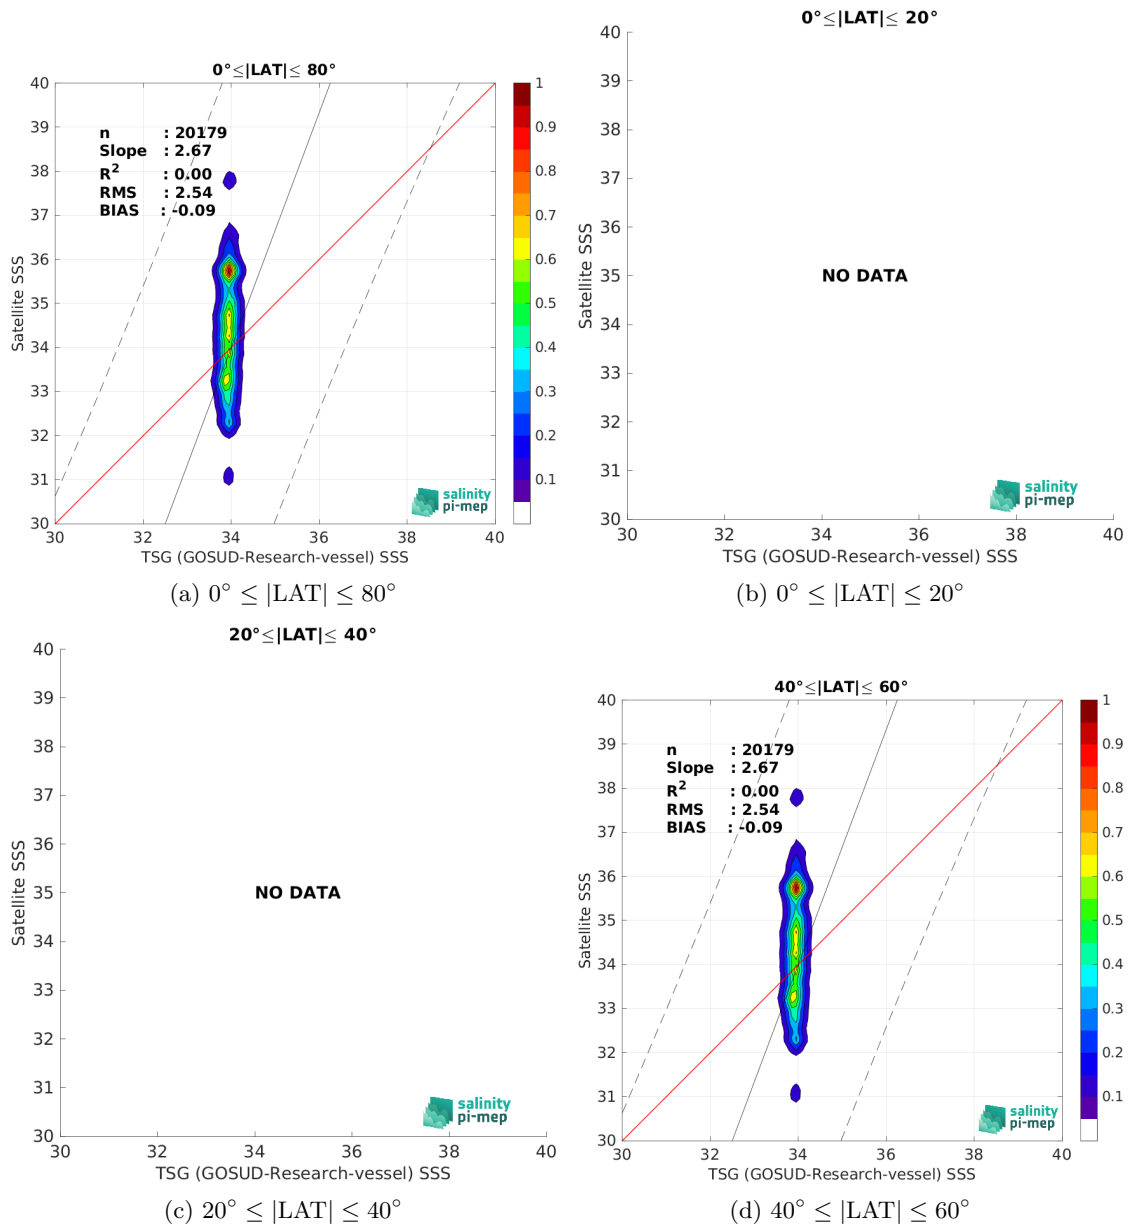 0°≤|LAT|≤ 80°
40
39
38
37
36
35
34
33
32
31
30
Satellite SSS
n : 20179
Slope : 2.67
R² : 0.00
RMS : 2.54
BIAS : -0.09
salinity
pi-mep
30 32 34 36 38 40
TSG (GOSUD-Research-vessel) SSS
1
0.9
0.8
0.7
0.6
0.5
0.4
0.3
0.2
0.1
(a) 0° ≤ |LAT| ≤ 80°
0°≤|LAT|≤ 20°
40
39
38
37
36
35
34
33
32
31
30
Satellite SSS
NO DATA
salinity
pi-mep
30 32 34 36 38 40
TSG (GOSUD-Research-vessel) SSS
(b) 0° ≤ |LAT| ≤ 20°
20°≤|LAT|≤ 40°
40
39
38
37
36
35
34
33
32
31
30
Satellite SSS
NO DATA
salinity
pi-mep
30 32 34 36 38 40
TSG (GOSUD-Research-vessel) SSS
(c) 20° ≤ |LAT| ≤ 40°
40°≤|LAT|≤ 60°
40
39
38
37
36
35
34
33
32
31
30
Satellite SSS
n : 20179
Slope : 2.67
R² : 0.00
RMS : 2.54
BIAS : -0.09
salinity
pi-mep
30 32 34 36 38 40
TSG (GOSUD-Research-vessel) SSS
1
0.9
0.8
0.7
0.6
0.5
0.4
0.3
0.2
0.1
(d) 40° ≤ |LAT| ≤ 60°